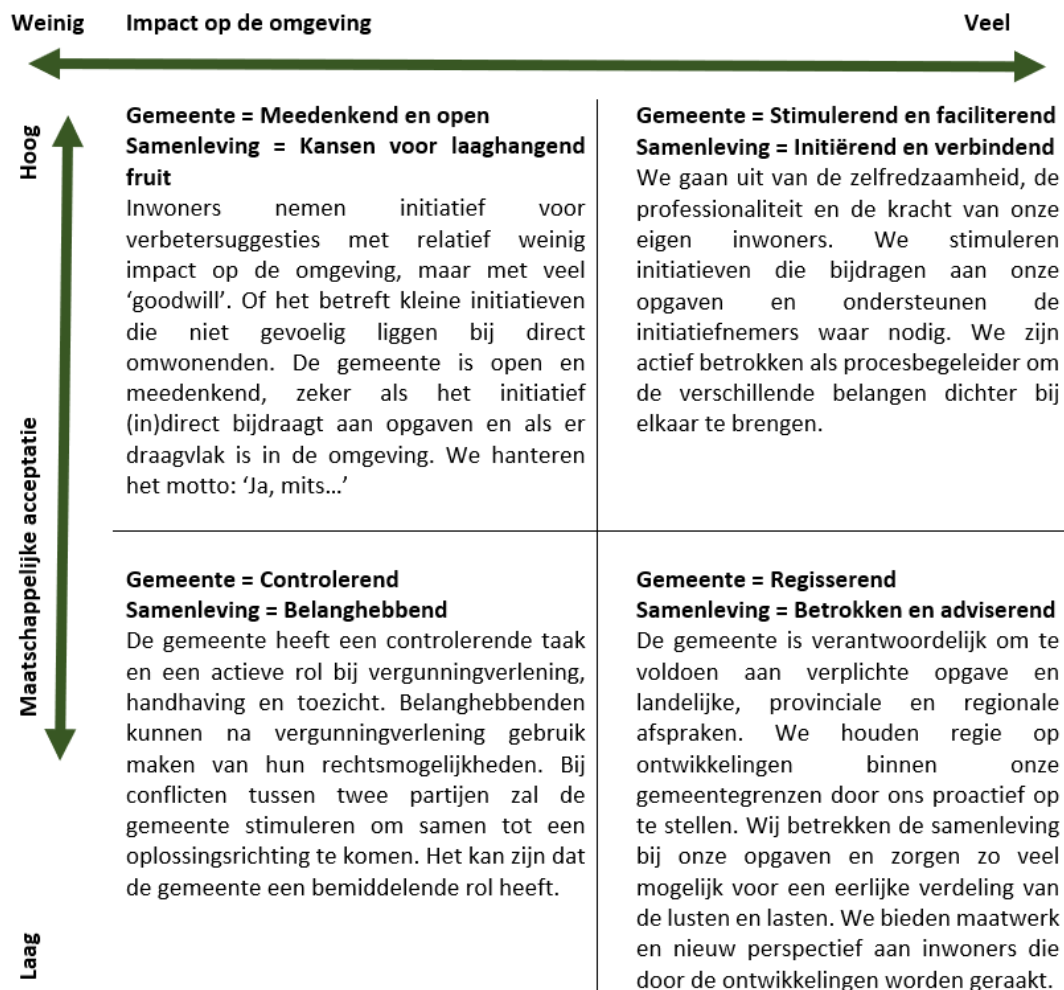 Weinig Impact op de omgeving Veel
Hoog
Maatschappelijke acceptatie
Laag
Gemeente = Meedenkend en open
Samenleving = Kansen voor laaghangend
fruit
Inwoners nemen initiatief voor
verbetersuggesties met relatief weinig
impact op de omgeving, maar met veel
‘goodwill’. Of het betreft kleine initiatieven
die niet gevoelig liggen bij direct
omwonenden. De gemeente is open en
meedenkend, zeker als het initiatief
(in)direct bijdraagt aan opgaven en als er
draagvlak is in de omgeving. We hanteren
het motto: ‘Ja, mits…’
Gemeente = Stimulerend en faciliterend
Samenleving = Initiërend en verbindend
We gaan uit van de zelfredzaamheid, de
professionaliteit en de kracht van onze
eigen inwoners. We stimuleren
initiatieven die bijdragen aan onze
opgaven en ondersteunen de
initiatiefnemers waar nodig. We zijn
actief betrokken als procesbegeleider om
de verschillende belangen dichter bij
elkaar te brengen.
Gemeente = Controlerend
Samenleving = Belanghebbend
De gemeente heeft een controlerende taak
en een actieve rol bij vergunningverlening,
handhaving en toezicht. Belanghebbenden
kunnen na vergunningverlening gebruik
maken van hun rechtsmogelijkheden. Bij
conflicten tussen twee partijen zal de
gemeente stimuleren om samen tot een
oplossingsrichting te komen. Het kan zijn dat
de gemeente een bemiddelende rol heeft.
Gemeente = Regisserend
Samenleving = Betrokken en adviserend
De gemeente is verantwoordelijk om te
voldoen aan verplichte opgave en
landelijke, provinciale en regionale
afspraken. We houden regie op
ontwikkelingen binnen onze
gemeentegrenzen door ons proactief op
te stellen. Wij betrekken de samenleving
bij onze opgaven en zorgen zo veel
mogelijk voor een eerlijke verdeling van
de lusten en lasten. We bieden maatwerk
en nieuw perspectief aan inwoners die
door de ontwikkelingen worden geraakt.